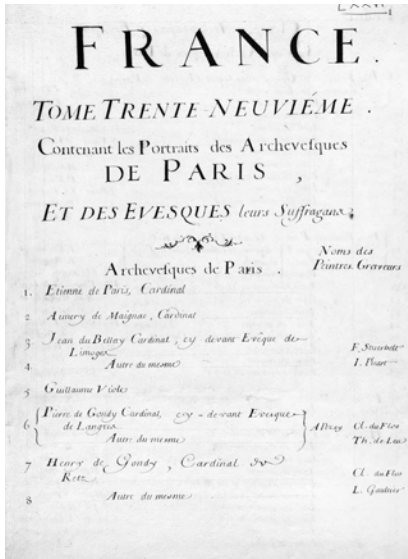 FRANCE.
TOME TRENTE-NEUVIÉME.
Contenant les Portraits des Archevesques
DE PARIS,
ET DES EVESQUES leurs Suffragans.
Noms des
Peintres. Graveurs
Archevesques de Paris.
1. Etienne de Paris, Cardinal
2 Aimery de Maignac, Cardinal
3 Jean du Bellay Cardinal, cy devant Evêque de
Limoges
4 Autre du mesme I.
5 Guillaume Viole
6 Pierre de Gondy Cardinal, cy-devant Evesque
de Langres Cl. du Flos
Autre du mesme Th. de Leu
7 Henry de Gondy, Cardinal de
Retz Cl. du Flos
8 Autre du mesme L. Gaultier